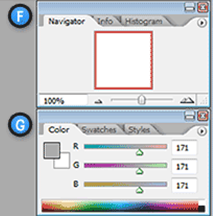 F
Navigator Info Histogram
100%
G
Color Swatches Styles
R 171
G 171
B 171